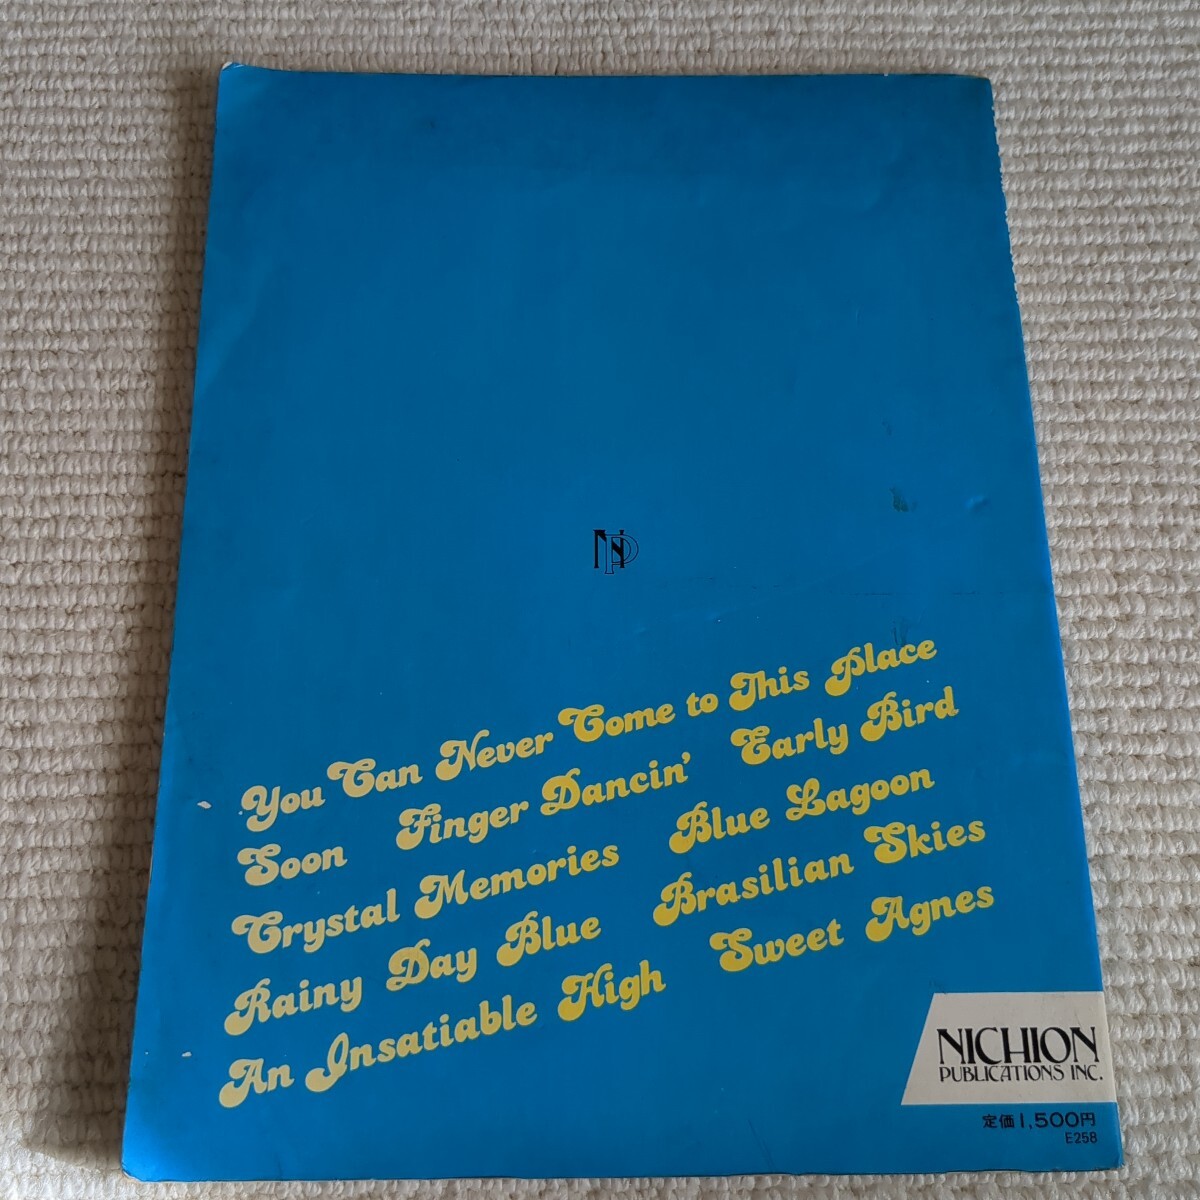 NPD
You Can Never Come to This Place
Soon Finger Dancin' Early Bird
Crystal Memories Blue Lagoon
Rainy Day Blue Brasilian Skies
An Insatiable High Sweet Agnes
NICHION
PUBLICATIONS INC.
定価1,500円
E258